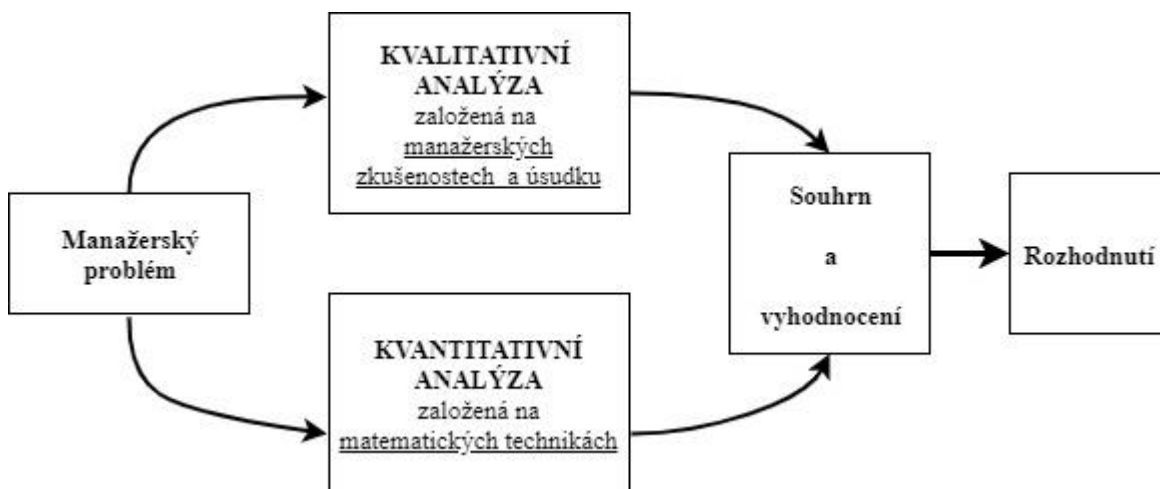 Manažerský
problém
KVALITATIVNÍ
ANALÝZA
založená na
manažerských
zkušenostech a úsudku
KVANTITATIVNÍ
ANALÝZA
založená na
matematických technikách
Souhrn
a
vyhodnocení
Rozhodnutí